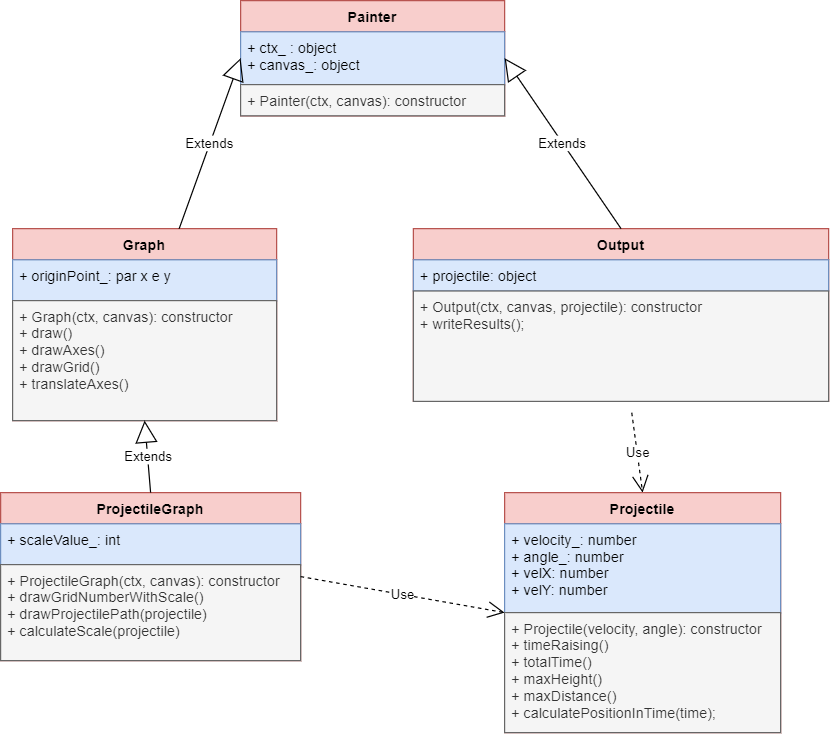 Painter
+ ctx_ : object
+ canvas_: object
+ Painter(ctx, canvas): constructor
Extends
Extends
Graph
+ originPoint_: par x e y
+ Graph(ctx, canvas): constructor
+ draw()
+ drawAxes()
+ drawGrid()
+ translateAxes()
Output
+ projectile: object
+ Output(ctx, canvas, projectile): constructor
+ writeResults();
Extends
Use
ProjectileGraph
+ scaleValue_: int
+ ProjectileGraph(ctx, canvas): constructor
+ drawGridNumberWithScale()
+ drawProjectilePath(projectile)
+ calculateScale(projectile)
Use
Projectile
+ velocity_: number
+ angle_: number
+ velX: number
+ velY: number
+ Projectile(velocity, angle): constructor
+ timeRaising()
+ totalTime()
+ maxHeight()
+ maxDistance()
+ calculatePositionInTime(time);